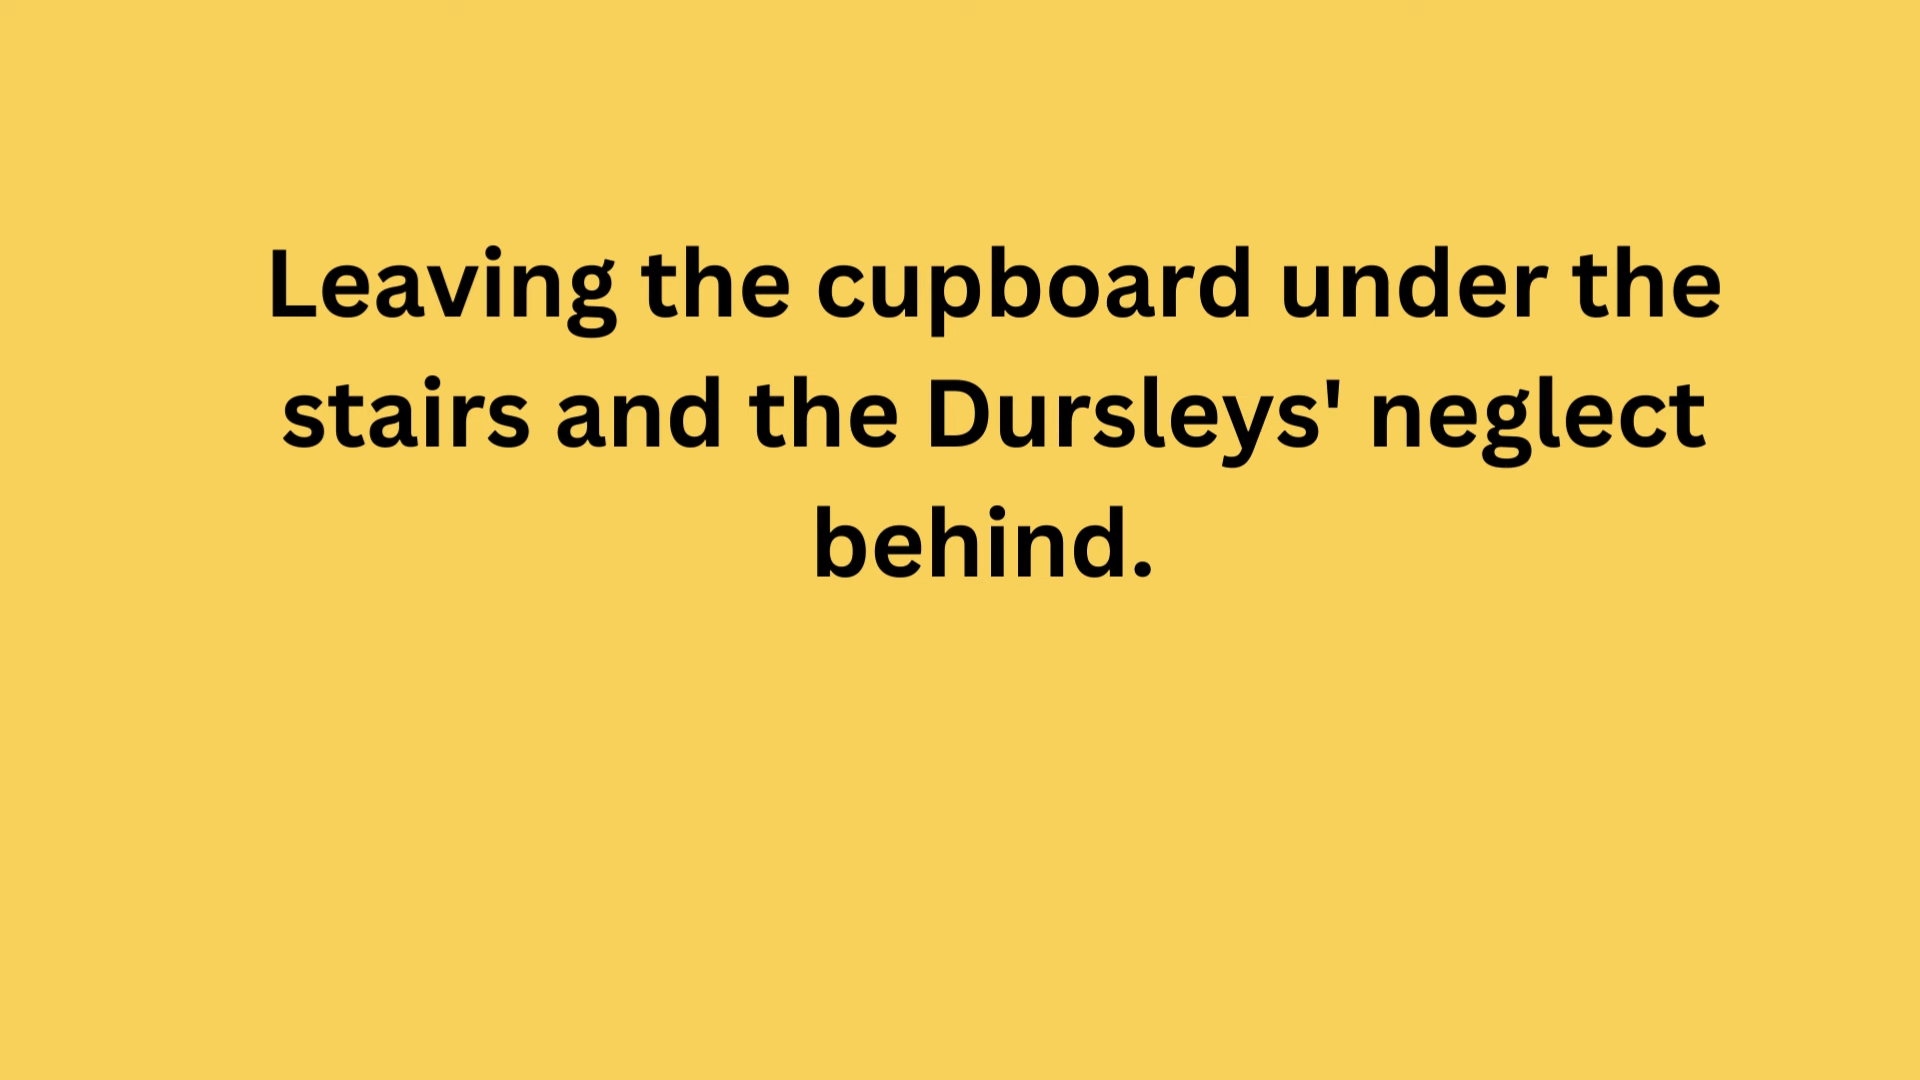 Leaving the cupboard under the
stairs and the Dursleys' neglect
behind.